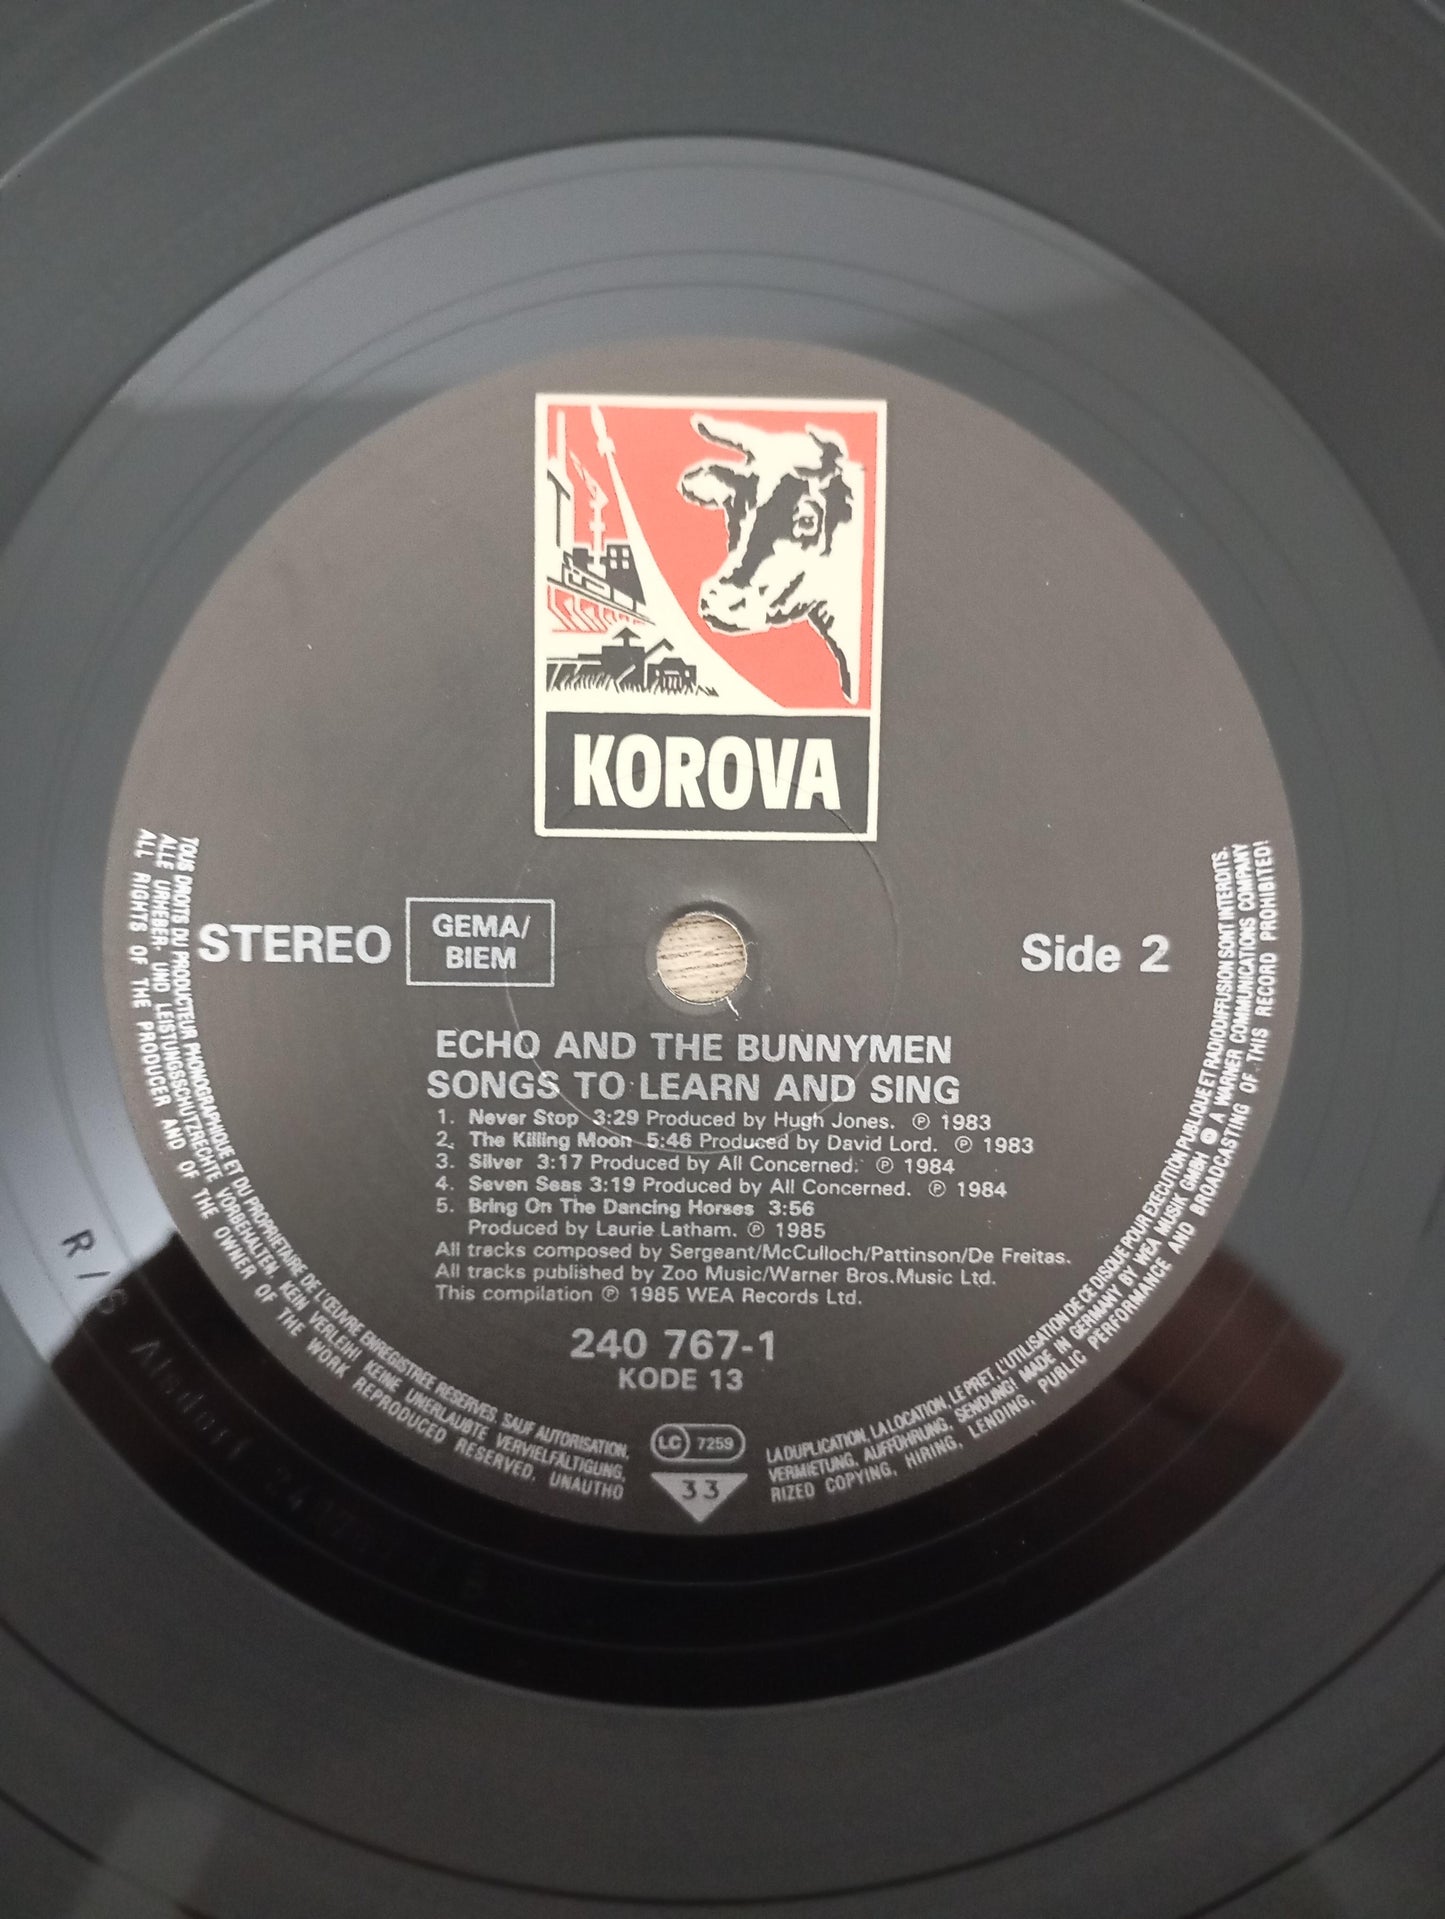 KOROVA
STEREO
GEMA/
BIEM
Side 2
ECHO AND THE BUNNYMEN
SONGS TO LEARN AND SING
1. Never Stop 3:29 Produced by Hugh Jones. ℗ 1983
2. The Killing Moon 5:46 Produced by David Lord. ℗ 1983
3. Silver 3:17 Produced by All Concerned. ℗ 1984
4. Seven Seas 3:19 Produced by All Concerned. ℗ 1984
5. Bring On The Dancing Horses 3:56
Produced by Laurie Latham. ℗ 1985
All tracks composed by Sergeant/McCulloch/Pattinson/De Freitas.
All tracks published by Zoo Music/Warner Bros.Music Ltd.
This compilation ℗ 1985 WEA Records Ltd.
240 767-1
KODE 13
LC 7259
33
TOUS DROITS DU PRODUCTEUR PHONOGRAPHIQUE ET DU PROPRIETAIRE DE L'ŒUVRE ENREGISTREE RESERVES. SAUF AUTORISATION, LA DUPLICATION, LA LOCATION, LE PRET, L'UTILISATION DE CE DISQUE POUR EXECUTION PUBLIQUE ET RADIODIFFUSION SONT INTERDITS.
ALLE URHEBER- UND LEISTUNGSSCHUTZRECHTE VORBEHALTEN. KEIN VERLEIH! KEINE UNERLAUBTE VERVIELFÄLTIGUNG, VERMIETUNG, AUFFÜHRUNG, SENDUNG! MADE IN GERMANY BY WEA MUSIK GMBH A WARNER COMMUNICATIONS COMPANY
ALL RIGHTS OF THE PRODUCER AND OF THE OWNER OF THE WORK REPRODUCED RESERVED. UNAUTHORIZED COPYING, HIRING, LENDING, PUBLIC PERFORMANCE AND BROADCASTING OF THIS RECORD PROHIBITED!
R/S